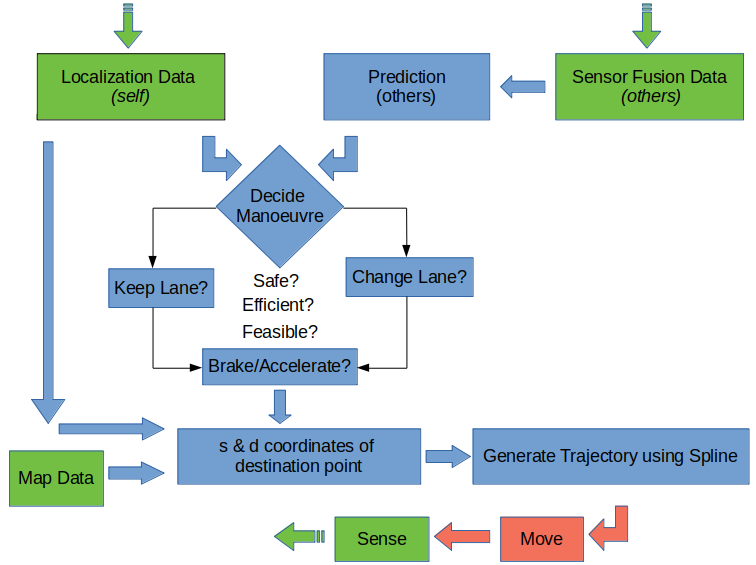 Localization Data
(self)
Prediction
(others)
Sensor Fusion Data
(others)
Decide
Manoeuvre
Keep Lane?
Safe?
Efficient?
Feasible?
Change Lane?
Brake/Accelerate?
s & d coordinates of
destination point
Generate Trajectory using Spline
Map Data
Sense
Move